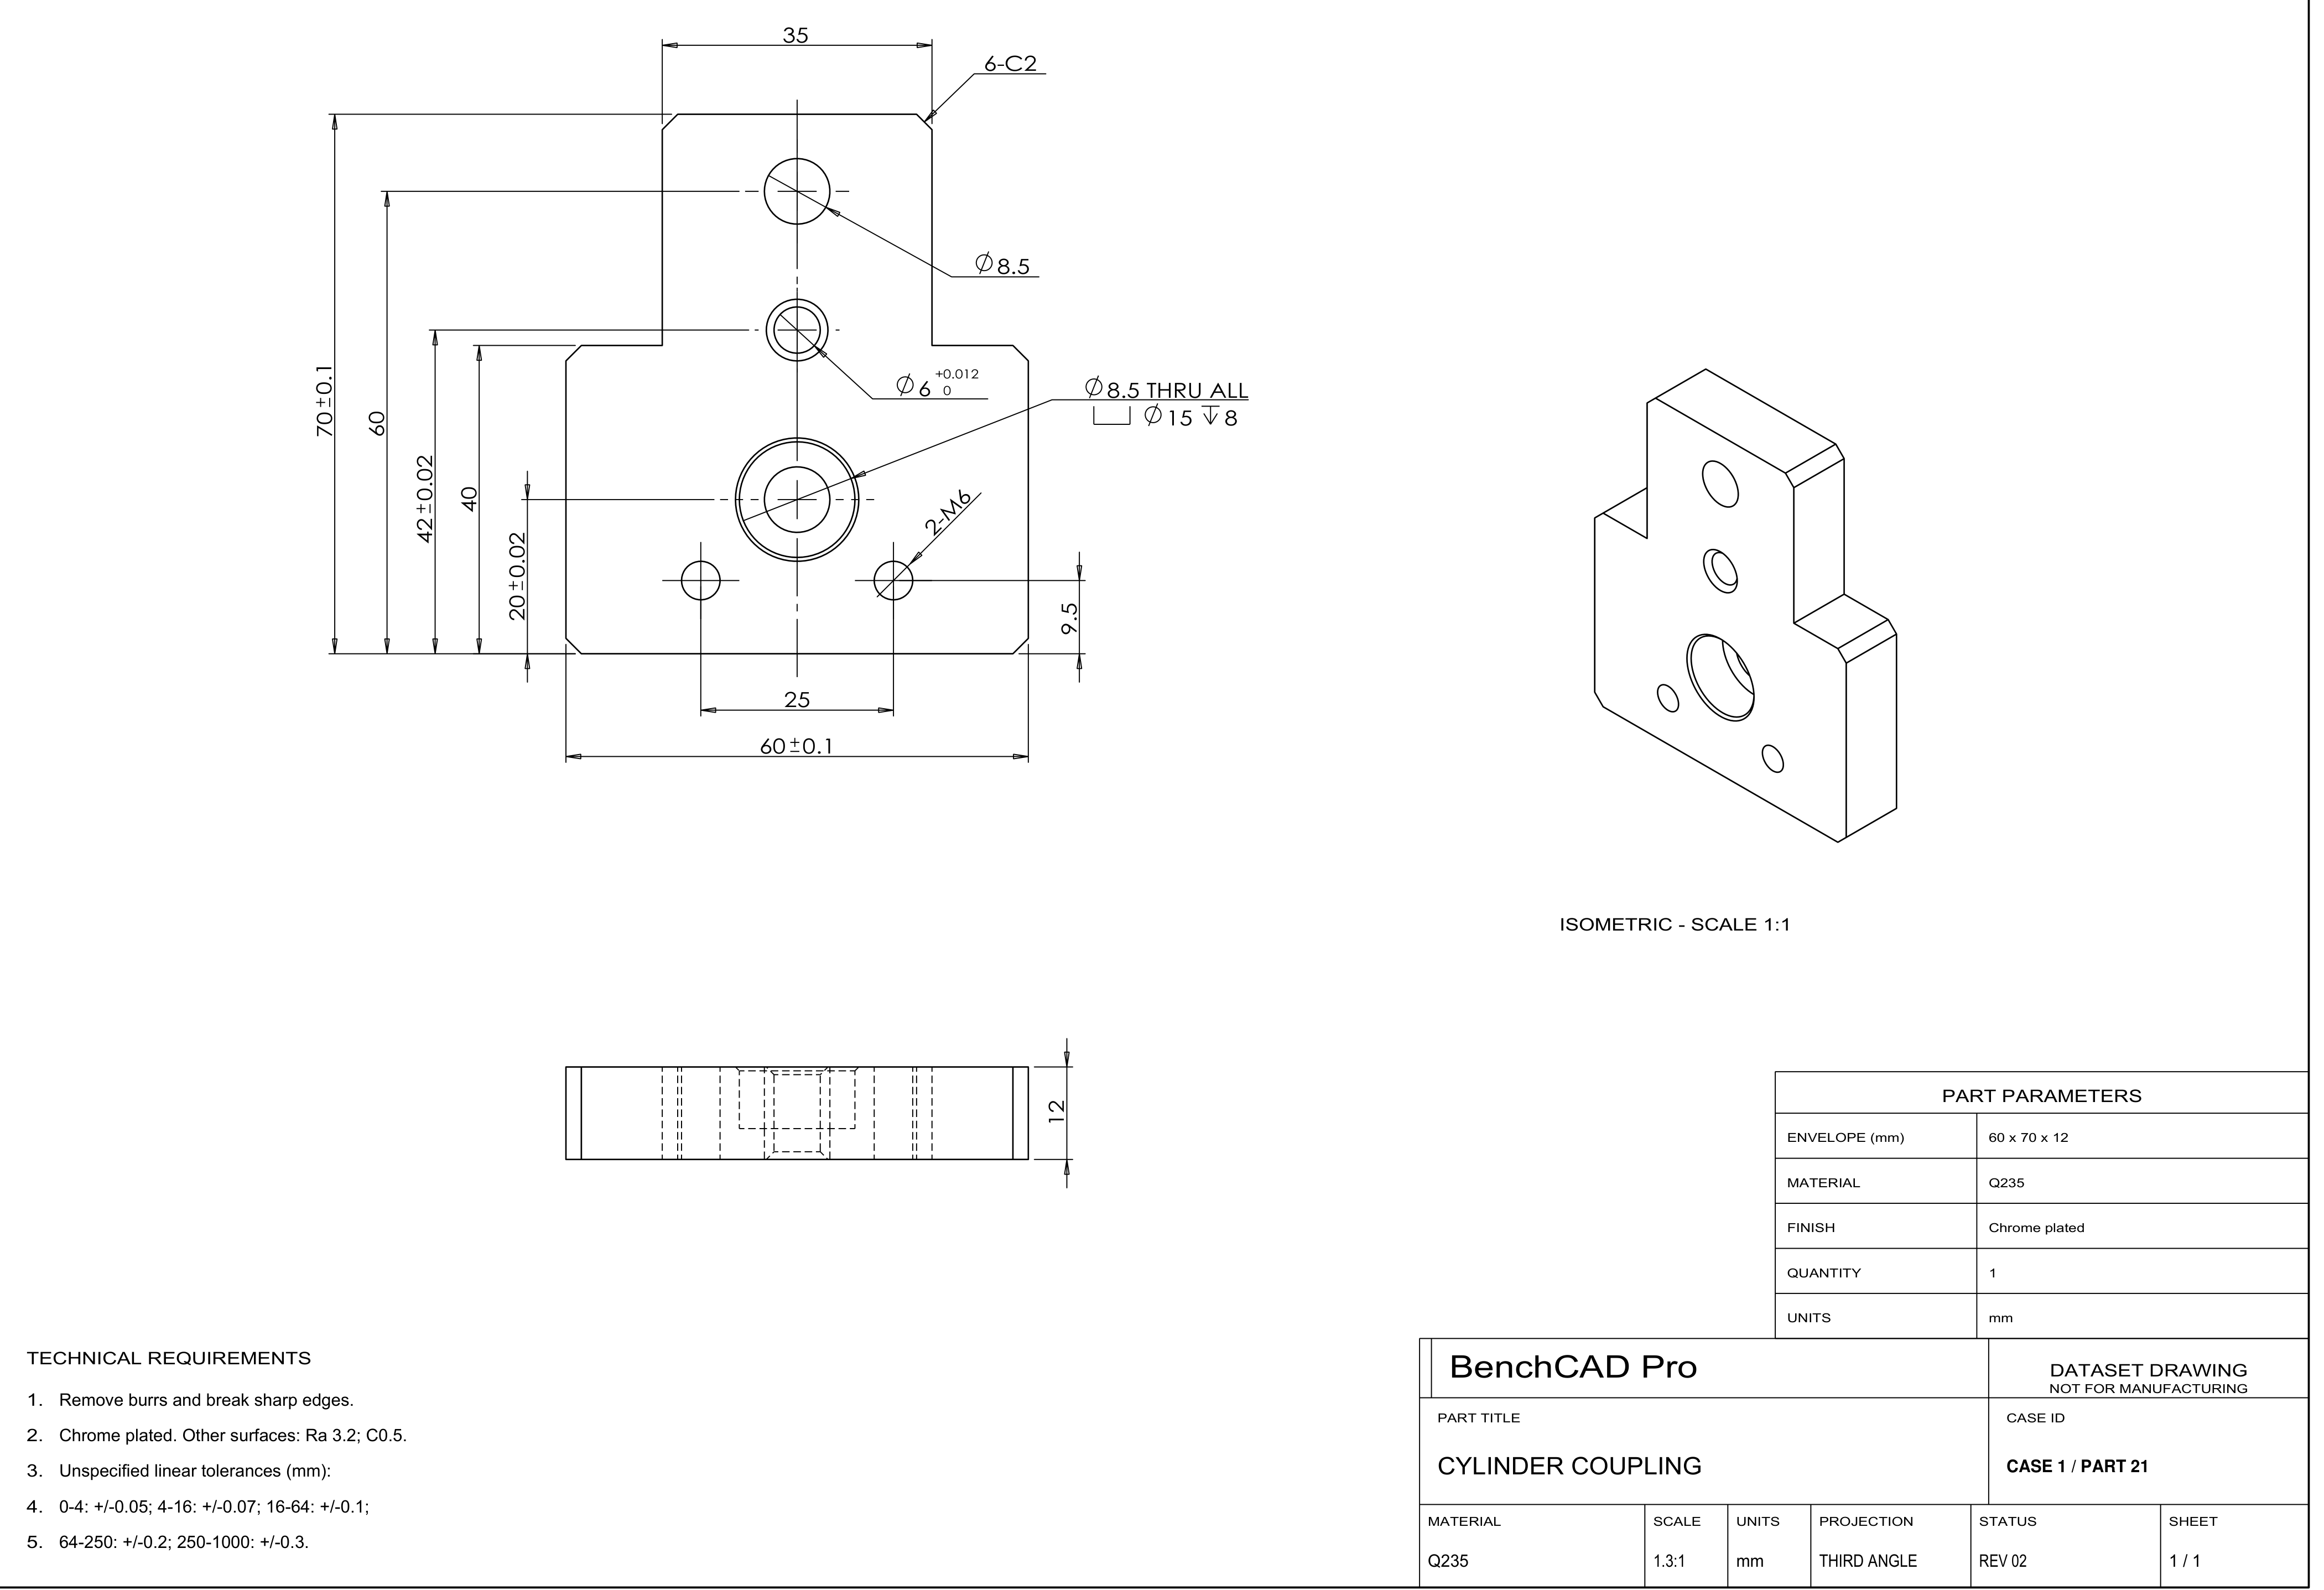 35
6-C2
⌀8.5
⌀6 +0.012 0
⌀8.5 THRU ALL
⌴ ⌀15 ↧8
2-M6
70±0.1
60
42±0.02
40
20±0.02
9.5
25
60±0.1
ISOMETRIC - SCALE 1:1
12
PART PARAMETERS
ENVELOPE (mm) 60 x 70 x 12
MATERIAL Q235
FINISH Chrome plated
QUANTITY 1
UNITS mm
TECHNICAL REQUIREMENTS
1. Remove burrs and break sharp edges.
2. Chrome plated. Other surfaces: Ra 3.2; C0.5.
3. Unspecified linear tolerances (mm):
4. 0-4: +/-0.05; 4-16: +/-0.07; 16-64: +/-0.1;
5. 64-250: +/-0.2; 250-1000: +/-0.3.
BenchCAD Pro
DATASET DRAWING
NOT FOR MANUFACTURING
PART TITLE
CYLINDER COUPLING
CASE ID
CASE 1 / PART 21
MATERIAL SCALE UNITS PROJECTION STATUS SHEET
Q235 1.3:1 mm THIRD ANGLE REV 02 1 / 1